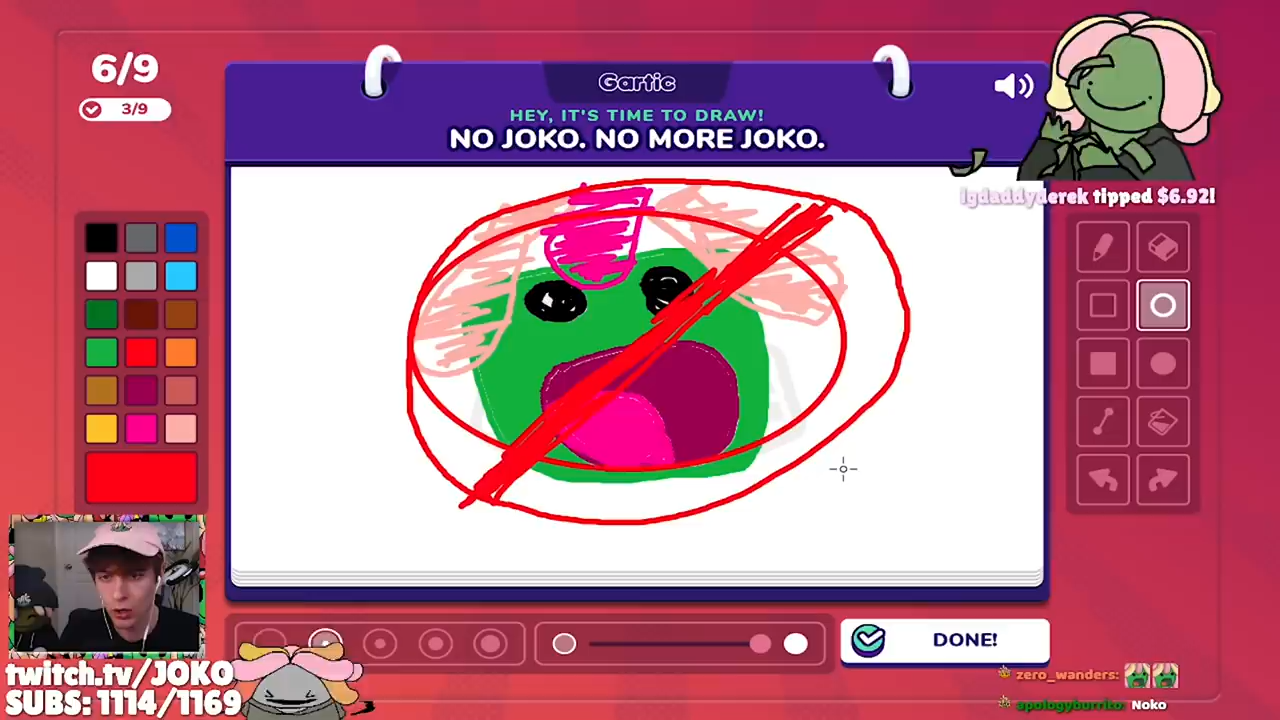 6/9
3/9
Gartic
HEY, IT'S TIME TO DRAW!
NO JOKO. NO MORE JOKO.
lgdaddyderek tipped $6.92!
DONE!
twitch.tv/JOKO
SUBS: 1114/1169
zero_wanders:
apologyburrito: Noko